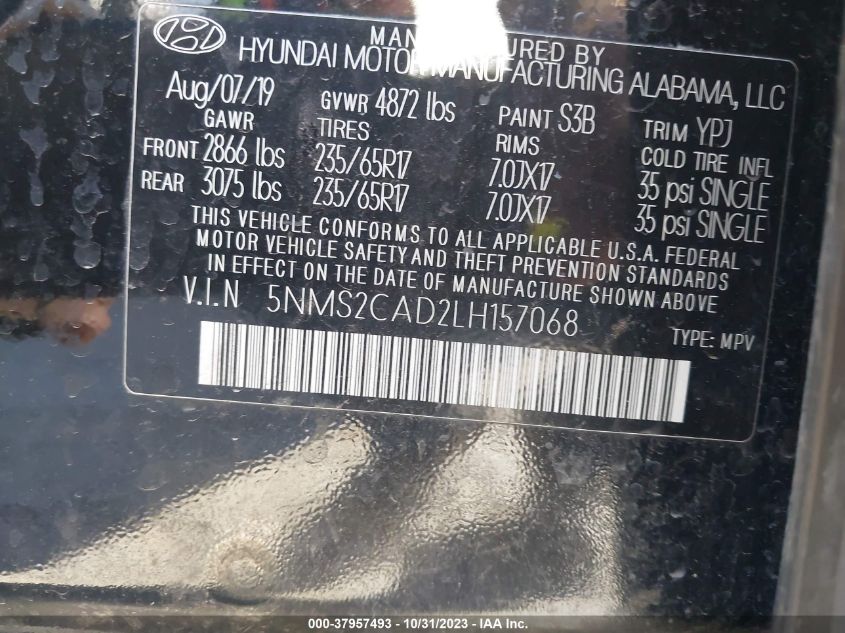 MAN URED BY
HYUNDAI MOTOR MANUFACTURING ALABAMA, LLC
Aug/07/19 GVWR 4872 lbs PAINT S3B TRIM YPJ
GAWR TIRES RIMS COLD TIRE INFL
FRONT 2866 lbs 235/65R17 7.0JX17 35 psi SINGLE
REAR 3075 lbs 235/65R17 7.0JX17 35 psi SINGLE
THIS VEHICLE CONFORMS TO ALL APPLICABLE U.S.A. FEDERAL
MOTOR VEHICLE SAFETY AND THEFT PREVENTION STANDARDS
IN EFFECT ON THE DATE OF MANUFACTURE SHOWN ABOVE
V.I.N 5NMS2CAD2LH157068
TYPE: MPV
000-37957493 - 10/31/2023 - IAA Inc.